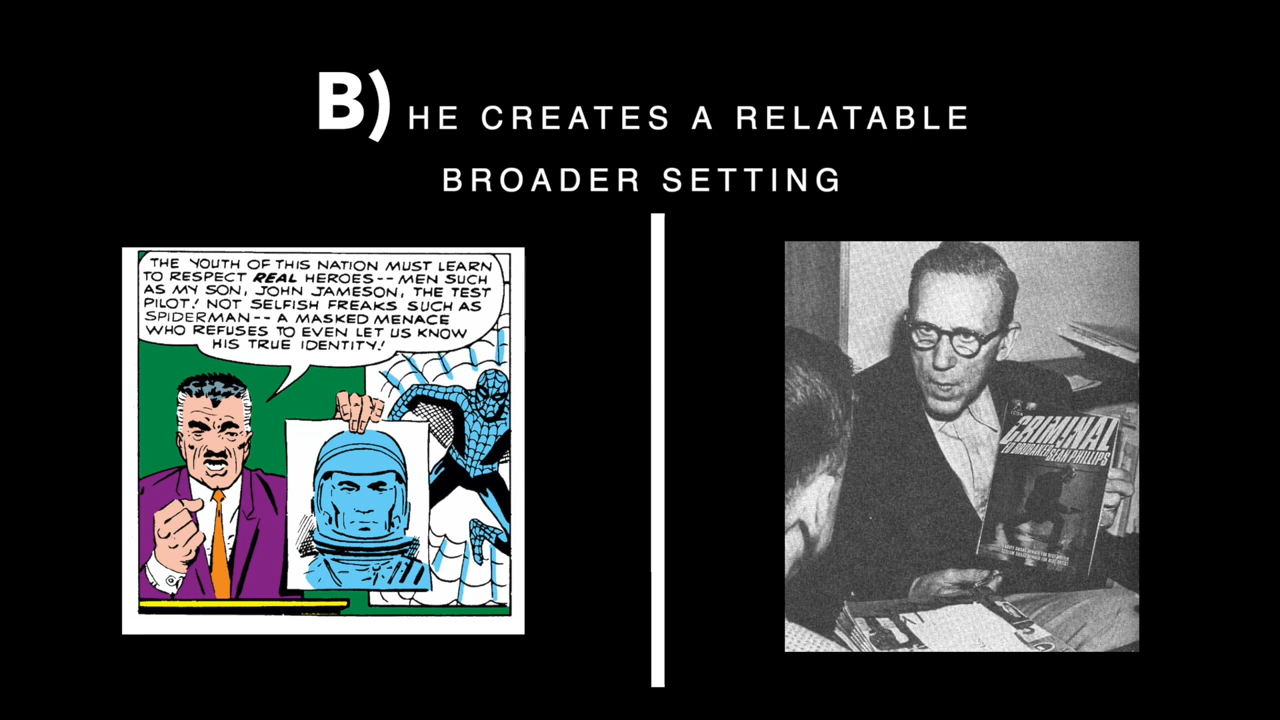 B) HE CREATES A RELATABLE
BROADER SETTING
THE YOUTH OF THIS NATION MUST LEARN
TO RESPECT REAL HEROES--MEN SUCH
AS MY SON, JOHN JAMESON, THE TEST
PILOT! NOT SELFISH FREAKS SUCH AS
SPIDERMAN-- A MASKED MENACE
WHO REFUSES TO EVEN LET US KNOW
HIS TRUE IDENTITY!
CRIMINAL
ED BRUBAKER SEAN PHILLIPS